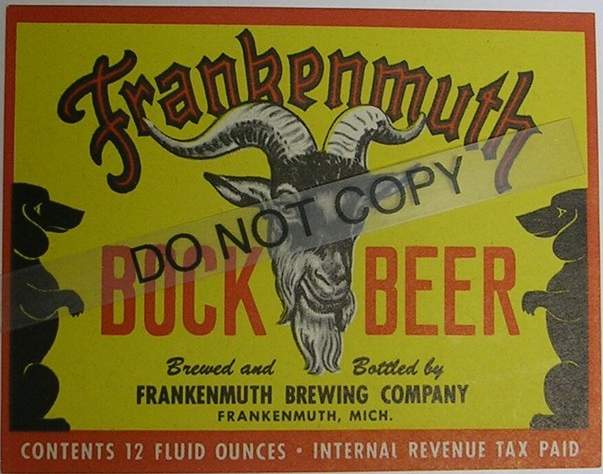 Frankenmuth
DO NOT COPY
BOCK BEER
Brewed and Bottled by
FRANKENMUTH BREWING COMPANY
FRANKENMUTH, MICH.
CONTENTS 12 FLUID OUNCES • INTERNAL REVENUE TAX PAID